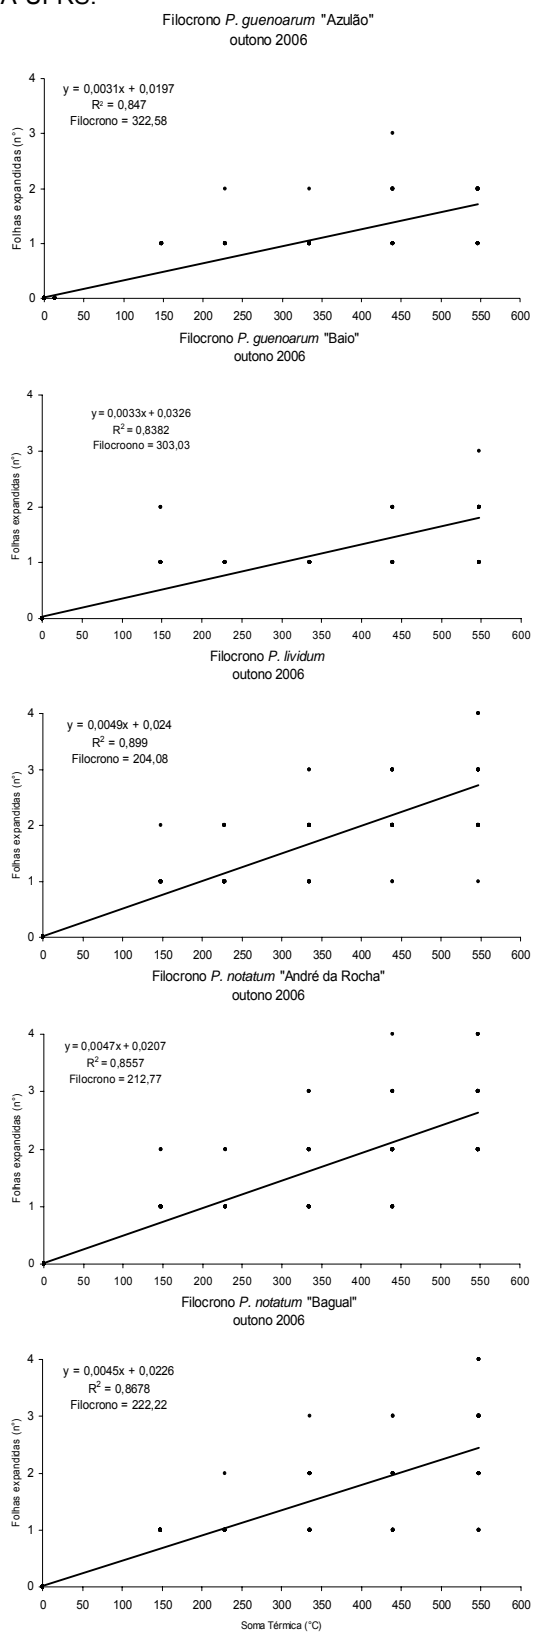 Filocrono P. guenoarum "Azulão"
outono 2006
y = 0,0031x + 0,0197
R² = 0,847
Filocrono = 322,58
Folhas expandidas (n°)
4
3
2
1
0
0 50 100 150 200 250 300 350 400 450 500 550 600
Filocrono P. guenoarum "Baio"
outono 2006
y = 0,0033x + 0,0326
R² = 0,8382
Filocroono = 303,03
Folhas expandidas (n°)
4
3
2
1
0
0 50 100 150 200 250 300 350 400 450 500 550 600
Filocrono P. lividum
outono 2006
y = 0,0049x + 0,024
R² = 0,899
Filocrono = 204,08
Folhas expandidas (n°)
4
3
2
1
0
0 50 100 150 200 250 300 350 400 450 500 550 600
Filocrono P. notatum "André da Rocha"
outono 2006
y = 0,0047x + 0,0207
R² = 0,8557
Filocrono = 212,77
Folhas expandidas (n°)
4
3
2
1
0
0 50 100 150 200 250 300 350 400 450 500 550 600
Filocrono P. notatum "Bagual"
outono 2006
y = 0,0045x + 0,0226
R² = 0,8678
Filocrono = 222,22
Folhas expandidas (n°)
4
3
2
1
0
0 50 100 150 200 250 300 350 400 450 500 550 600
Soma Térmica (°C)